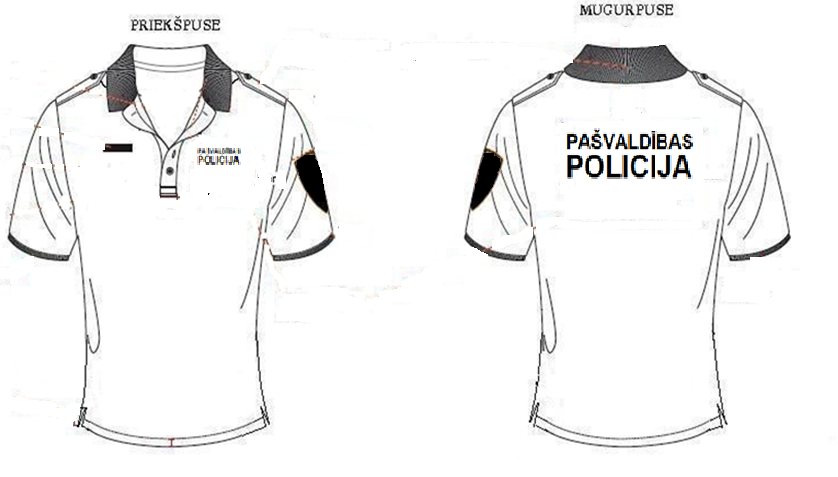 PRIEKŠPUSE
MUGURPUSE
PAŠVALDĪBAS
POLICIJA
PAŠVALDĪBAS
POLICIJA